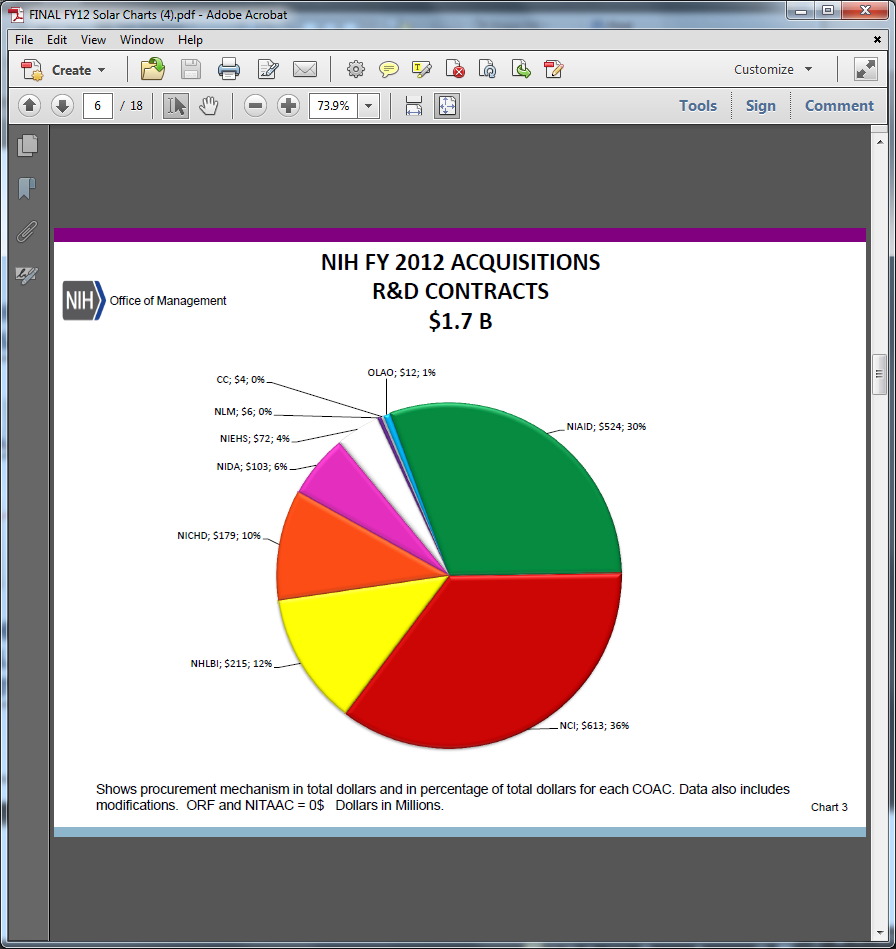 FINAL FY12 Solar Charts (4).pdf - Adobe Acrobat
File Edit View Window Help
Create Customize
6 / 18 73.9% Tools Sign Comment
NIH FY 2012 ACQUISITIONS
R&D CONTRACTS
$1.7 B
NIH Office of Management
OLAO; $12; 1%
CC; $4; 0%
NLM; $6; 0%
NIAID; $524; 30%
NIEHS; $72; 4%
NIDA; $103; 6%
NICHD; $179; 10%
NHLBI; $215; 12%
NCI; $613; 36%
Shows procurement mechanism in total dollars and in percentage of total dollars for each COAC. Data also includes
modifications.  ORF and NITAAC = 0$   Dollars in Millions.
Chart 3